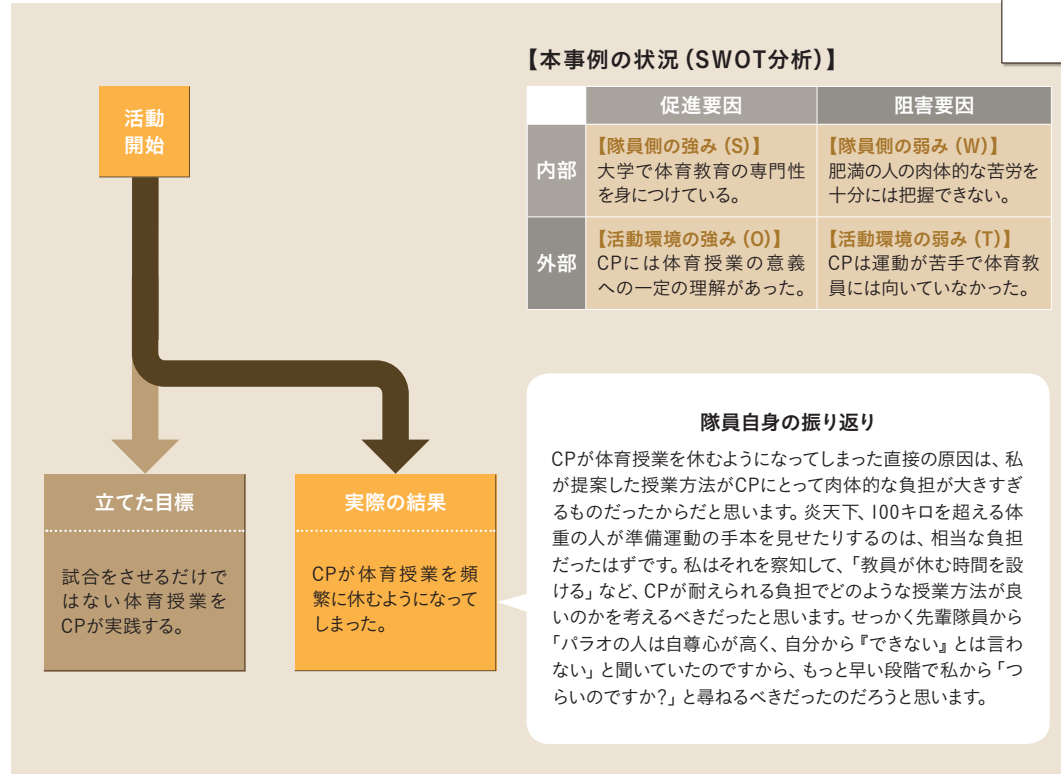 【本事例の状況(SWOT分析)】
活動
開始
促進要因
阻害要因
内部
【隊員側の強み(S)】
大学で体育教育の専門性
を身につけている。
【隊員側の弱み(W)】
肥満の人の肉体的な苦労を
十分には把握できない。
外部
【活動環境の強み(O)】
CPには体育授業の意義
への一定の理解があった。
【活動環境の弱み(T)】
CPは運動が苦手で体育教
員には向いていなかった。
立てた目標
試合をさせるだけで
はない体育授業を
CPが実践する。
実際の結果
CPが体育授業を頻
繁に休むようになって
しまった。
隊員自身の振り返り
CPが体育授業を休むようになってしまった直接の原因は、私
が提案した授業方法がCPにとって肉体的な負担が大きすぎ
るものだったからだと思います。炎天下、100キロを超える体
重の人が準備運動の手本を見せたりするのは、相当な負担
だったはずです。私はそれを察知して、「教員が休む時間を設
ける」など、CPが耐えられる負担でどのような授業方法が良
いのかを考えるべきだったと思います。せっかく先輩隊員から
「パラオの人は自尊心が高く、自分から『できない』とは言わ
ない」と聞いていたのですから、もっと早い段階で私から「つ
らいのですか?」と尋ねるべきだったのだろうと思います。